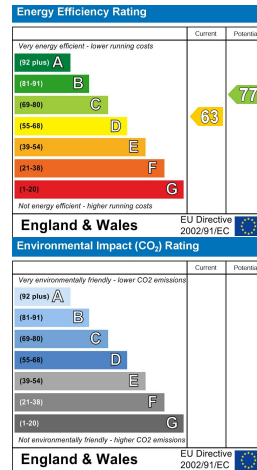 Energy Efficiency Rating
Current Potentia
Very energy efficient - lower running costs
(92 plus) A
(81-91) B
(69-80) C
(55-68) D
(39-54) E
(21-38) F
(1-20) G
63
77
Not energy efficient - higher running costs
England & Wales
EU Directive
2002/91/EC
Environmental Impact (CO₂) Rating
Current Potentia
Very environmentally friendly - lower CO2 emissions
(92 plus) A
(81-91) B
(69-80) C
(55-68) D
(39-54) E
(21-38) F
(1-20) G
Not environmentally friendly - higher CO2 emissions
England & Wales
EU Directive
2002/91/EC